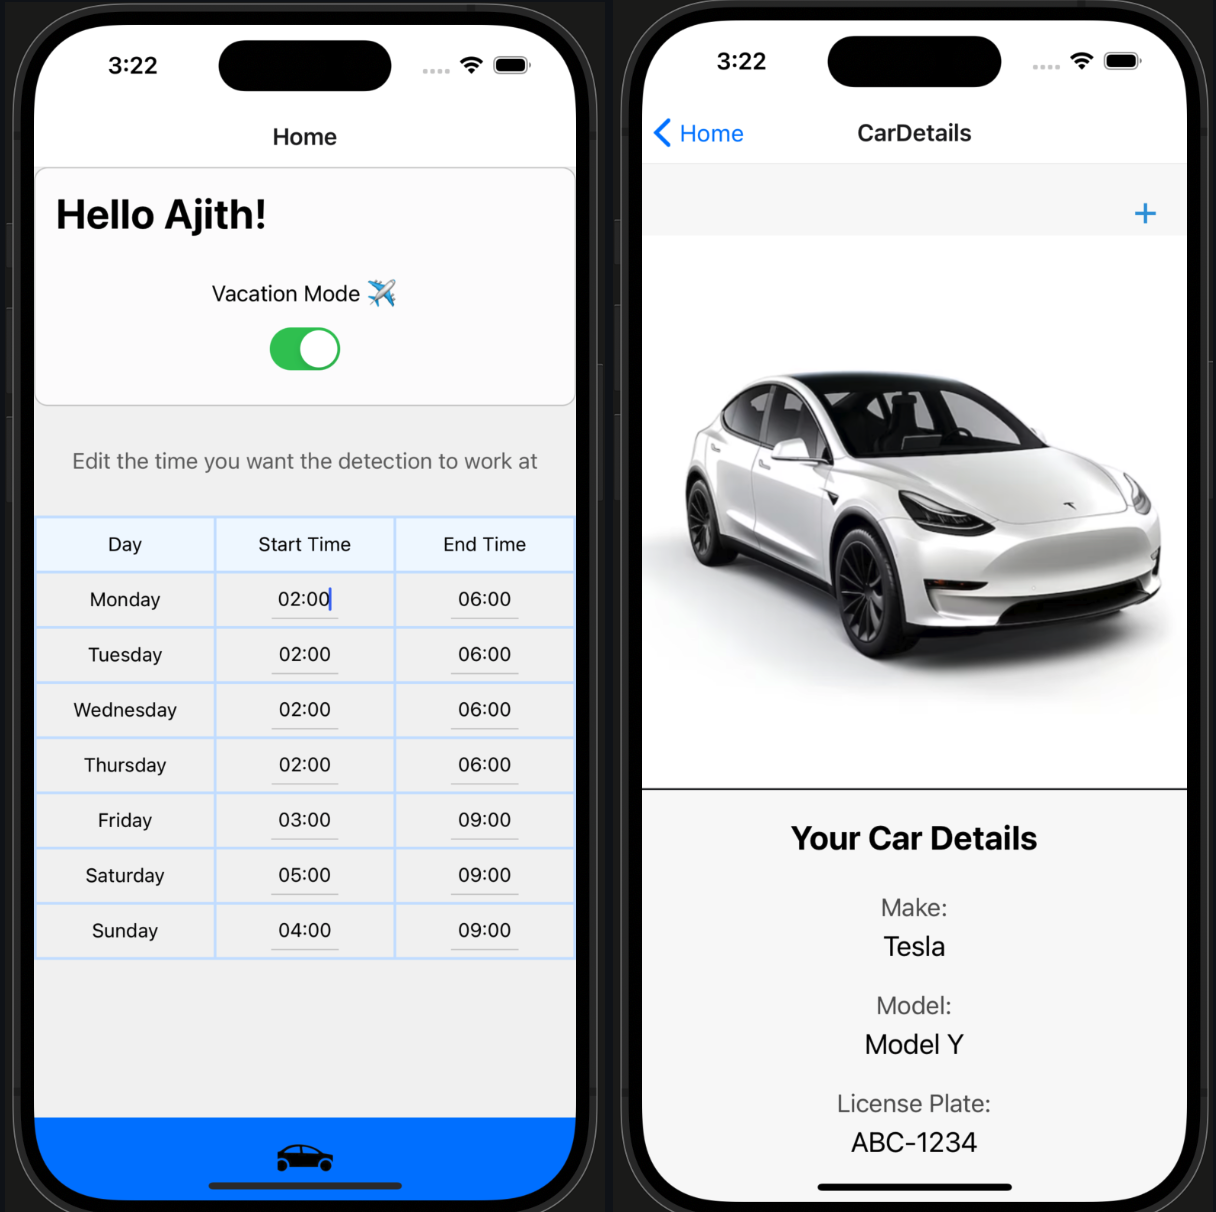 3:22
Home
Hello Ajith!
Vacation Mode ✈️
Edit the time you want the detection to work at
Day Start Time End Time
Monday 02:00 06:00
Tuesday 02:00 06:00
Wednesday 02:00 06:00
Thursday 02:00 06:00
Friday 03:00 09:00
Saturday 05:00 09:00
Sunday 04:00 09:00
3:22
Home CarDetails
+
Your Car Details
Make:
Tesla
Model:
Model Y
License Plate:
ABC-1234